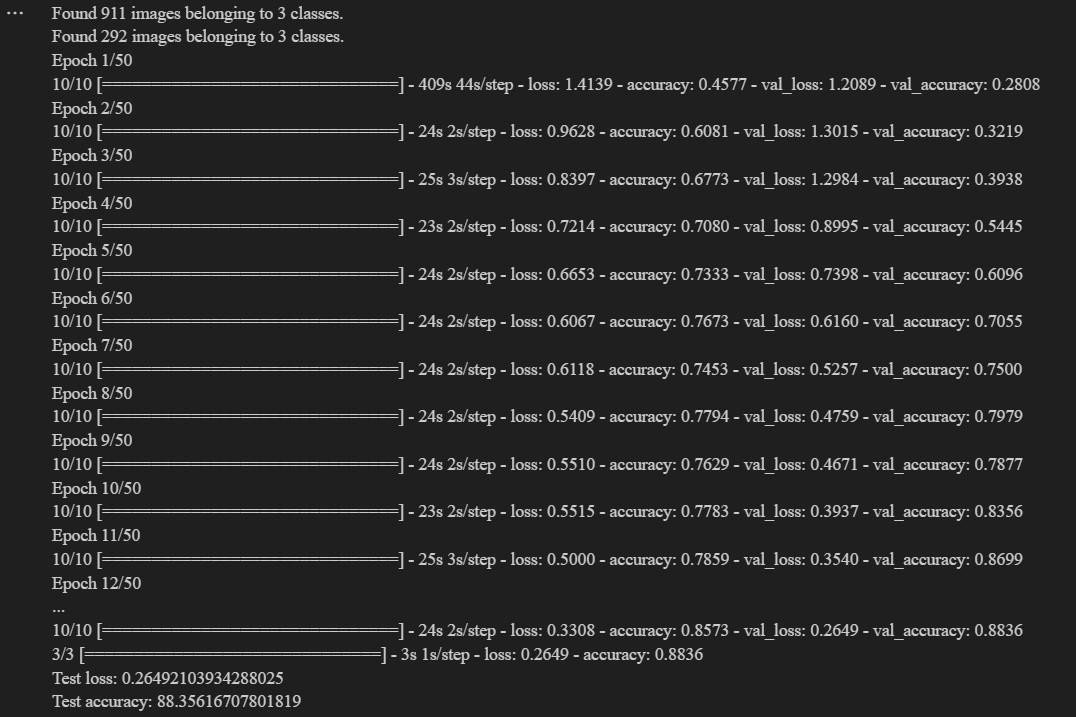 ...
Found 911 images belonging to 3 classes.
Found 292 images belonging to 3 classes.
Epoch 1/50
10/10 [==============================] - 409s 44s/step - loss: 1.4139 - accuracy: 0.4577 - val_loss: 1.2089 - val_accuracy: 0.2808
Epoch 2/50
10/10 [==============================] - 24s 2s/step - loss: 0.9628 - accuracy: 0.6081 - val_loss: 1.3015 - val_accuracy: 0.3219
Epoch 3/50
10/10 [==============================] - 25s 3s/step - loss: 0.8397 - accuracy: 0.6773 - val_loss: 1.2984 - val_accuracy: 0.3938
Epoch 4/50
10/10 [==============================] - 23s 2s/step - loss: 0.7214 - accuracy: 0.7080 - val_loss: 0.8995 - val_accuracy: 0.5445
Epoch 5/50
10/10 [==============================] - 24s 2s/step - loss: 0.6653 - accuracy: 0.7333 - val_loss: 0.7398 - val_accuracy: 0.6096
Epoch 6/50
10/10 [==============================] - 24s 2s/step - loss: 0.6067 - accuracy: 0.7673 - val_loss: 0.6160 - val_accuracy: 0.7055
Epoch 7/50
10/10 [==============================] - 24s 2s/step - loss: 0.6118 - accuracy: 0.7453 - val_loss: 0.5257 - val_accuracy: 0.7500
Epoch 8/50
10/10 [==============================] - 24s 2s/step - loss: 0.5409 - accuracy: 0.7794 - val_loss: 0.4759 - val_accuracy: 0.7979
Epoch 9/50
10/10 [==============================] - 24s 2s/step - loss: 0.5510 - accuracy: 0.7629 - val_loss: 0.4671 - val_accuracy: 0.7877
Epoch 10/50
10/10 [==============================] - 23s 2s/step - loss: 0.5515 - accuracy: 0.7783 - val_loss: 0.3937 - val_accuracy: 0.8356
Epoch 11/50
10/10 [==============================] - 25s 3s/step - loss: 0.5000 - accuracy: 0.7859 - val_loss: 0.3540 - val_accuracy: 0.8699
Epoch 12/50
...
10/10 [==============================] - 24s 2s/step - loss: 0.3308 - accuracy: 0.8573 - val_loss: 0.2649 - val_accuracy: 0.8836
3/3 [==============================] - 3s 1s/step - loss: 0.2649 - accuracy: 0.8836
Test loss: 0.26492103934288025
Test accuracy: 88.35616707801819